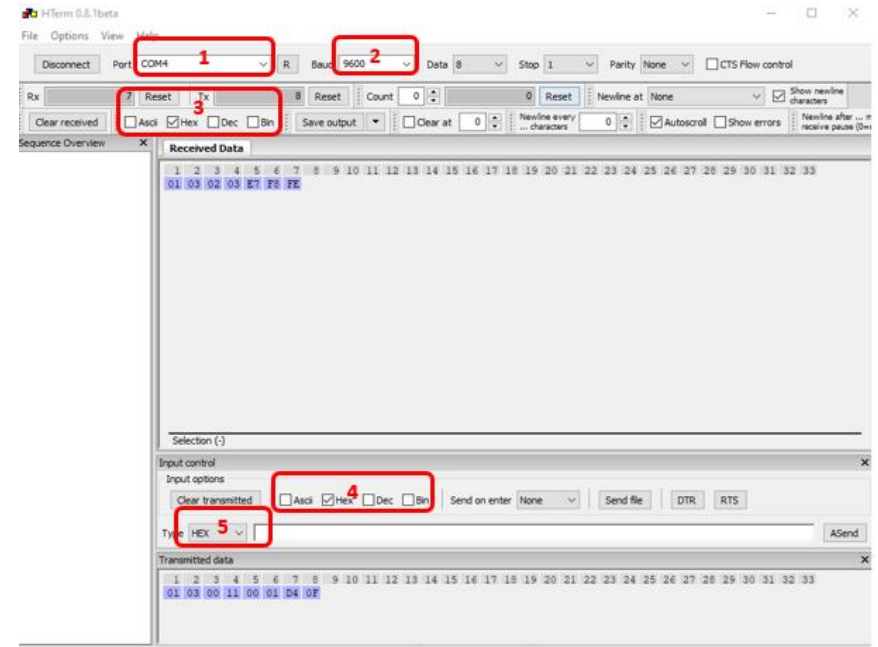 HTerm 0.8.1beta
File Options View Help
Disconnect Port COM4 1 R Baud 9600 2 Data 8 Stop 1 Parity None CTS Flow control
Rx 7 Reset Tx 8 Reset Count 0 0 Reset Newline at None Show newline characters
3
Clear received Ascii Hex Dec Bin Save output Clear at 0 Newline every ... characters 0 Autoscroll Show errors Newline after ... receive pause
Sequence Overview X Received Data
1 2 3 4 5 6 7 8 9 10 11 12 13 14 15 16 17 18 19 20 21 22 23 24 25 26 27 28 29 30 31 32 33
01 03 02 03 E7 F8 FE
Selection (-)
Input control X
Input options
Clear transmitted Ascii Hex 4 Dec Bin Send on enter None Send file DTR RTS
Type HEX 5 ASend
Transmitted data X
1 2 3 4 5 6 7 8 9 10 11 12 13 14 15 16 17 18 19 20 21 22 23 24 25 26 27 28 29 30 31 32 33
01 03 00 11 00 01 D4 0F